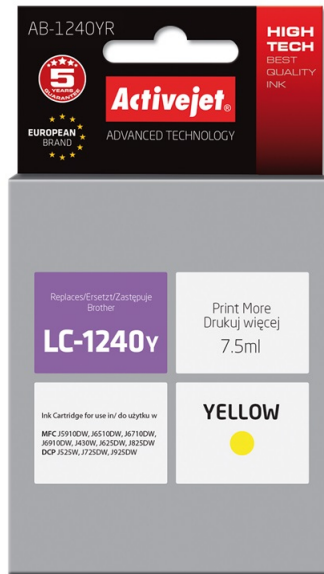 AB-1240YR
HIGH
TECH
BEST
QUALITY
INK
5
YEARS
GUARANTEE
Activejet®
EUROPEAN
BRAND
ADVANCED TECHNOLOGY
Replaces/Ersetzt/Zastępuje
Brother
LC-1240Y
Print More
Drukuj więcej
7.5ml
Ink Cartridge for use in/ do użytku w
MFC J5910DW, J6510DW, J6710DW,
J6910DW, J430W, J625DW, J825DW
DCP J525W, J725DW, J925DW
YELLOW